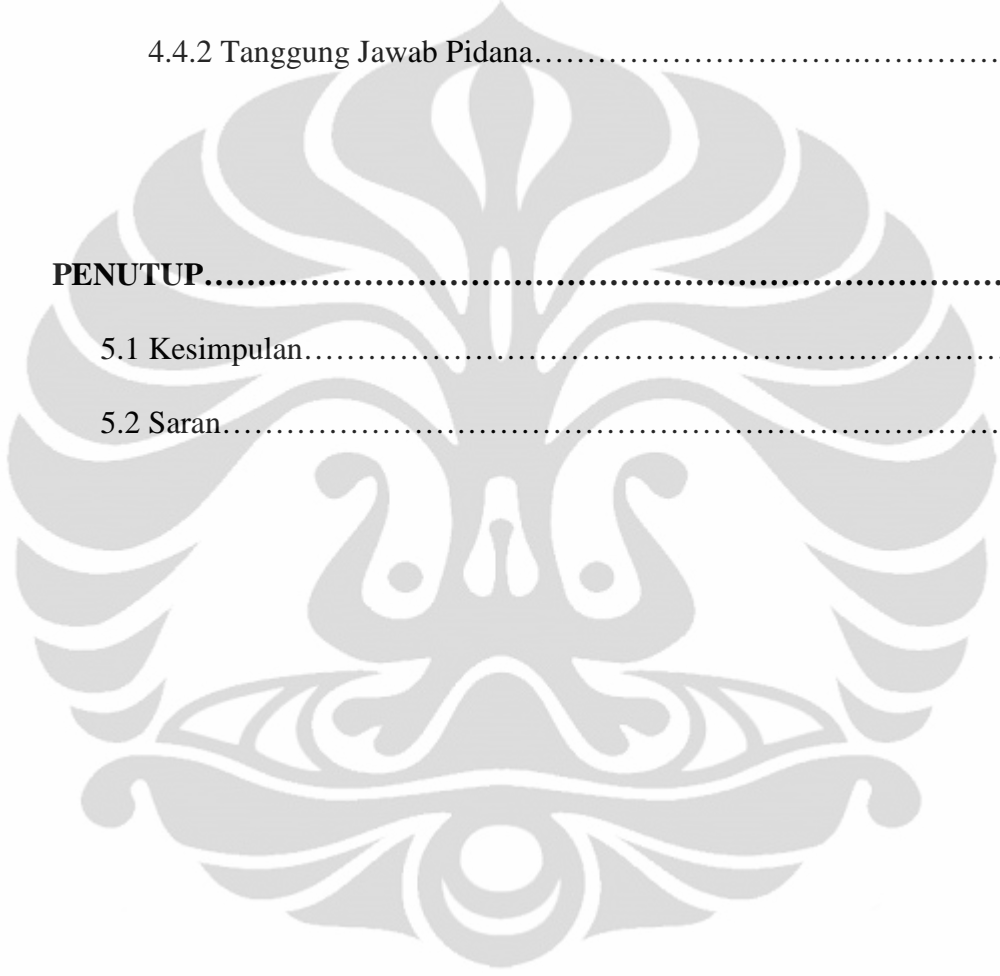 4.4.2 Tanggung Jawab Pidana……………………………..……………
PENUTUP……………………………………………………………………
5.1 Kesimpulan…………………………………………………………
5.2 Saran…………………………………………………………………